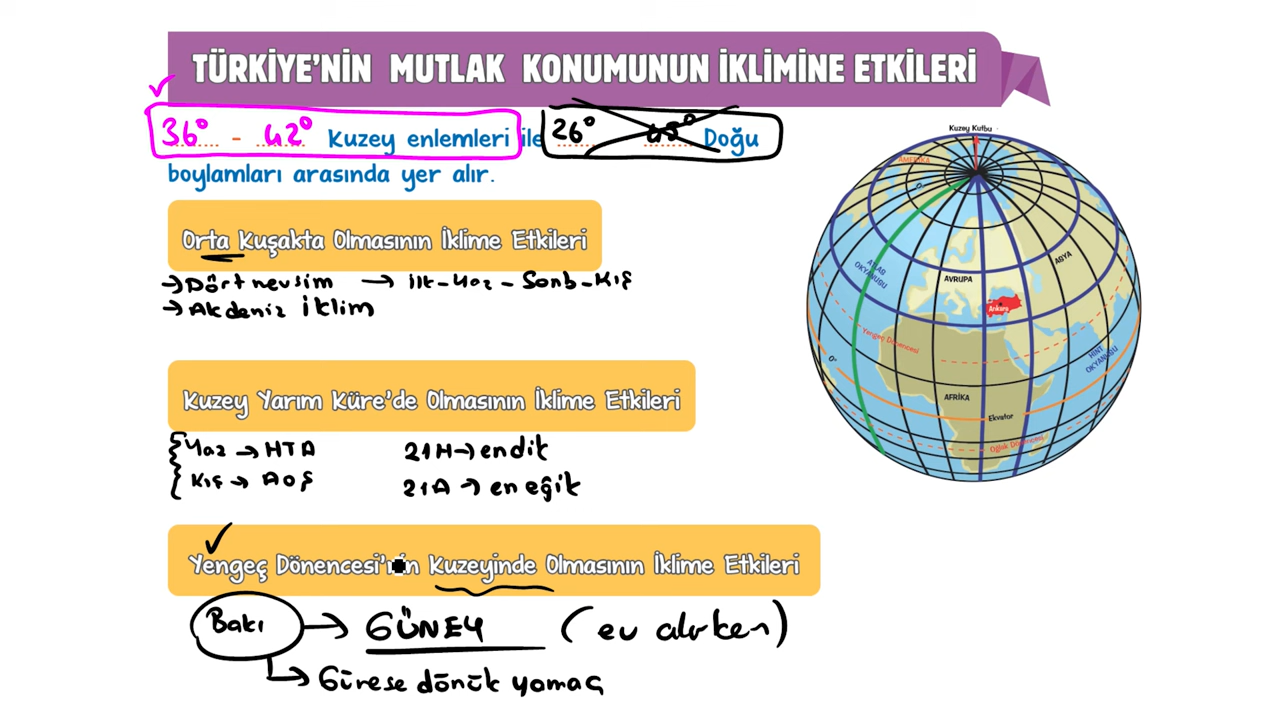 TÜRKİYE'NİN MUTLAK KONUMUNUN İKLİMİNE ETKİLERİ
36° - 42° Kuzey enlemleri ile 26° 45° Doğu
boylamları arasında yer alır.
Orta Kuşakta Olmasının İklime Etkileri
→ Dört mevsim → İlk-Yaz-Sonb-Kış
→ Akdeniz İklim
Kuzey Yarım Küre'de Olmasının İklime Etkileri
Yaz → HTA 21H → en dik
Kış → AOŞ 21A → en eğik
Yengeç Dönencesi'nin Kuzeyinde Olmasının İklime Etkileri
Bakı → GÜNEY (ev alırken)
→ Güneşe dönük yamaç
Kuzey Kutbu
AMERİKA
0°
ATLAS
OKYANUSU
AVRUPA
ASYA
Ankara
Yengeç Dönencesi
0°
HİNT
OKYANUSU
AFRİKA
Ekvator
Oğlak Dönencesi